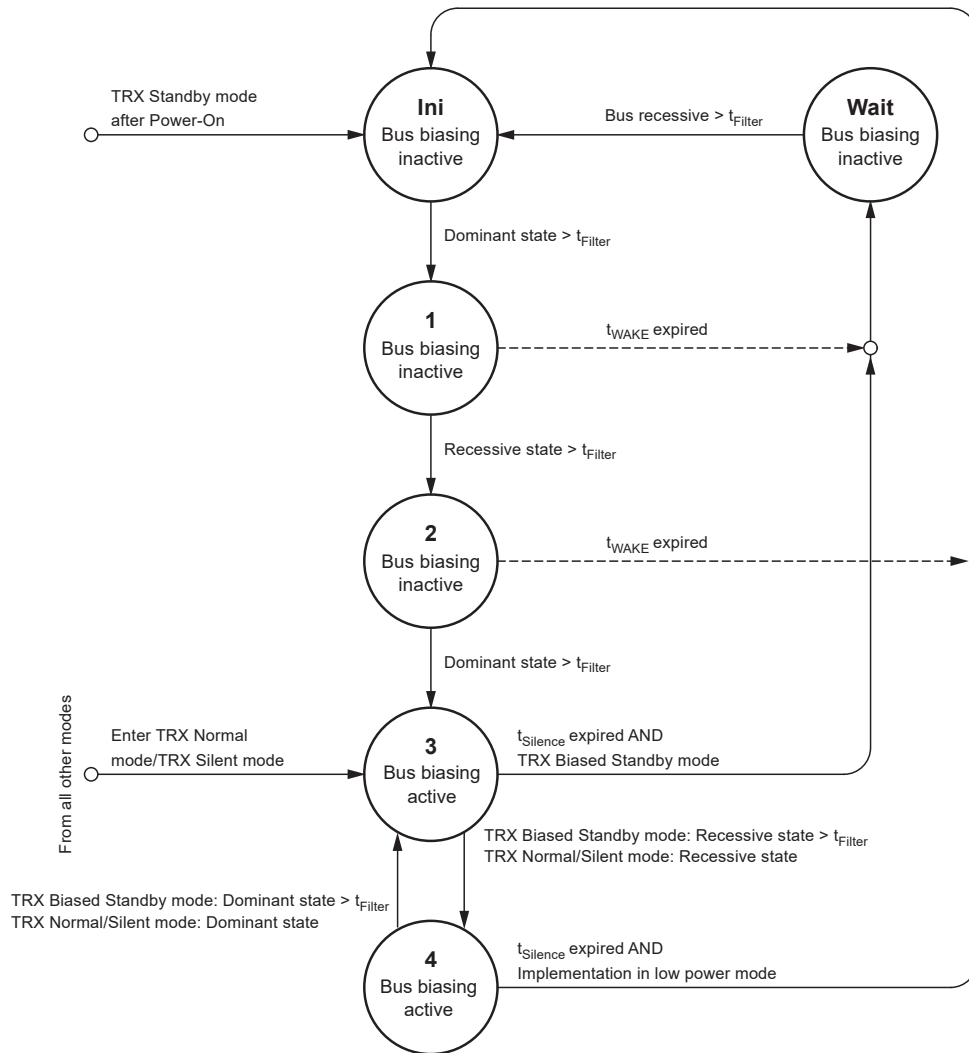 TRX Standby mode
after Power-On
Ini
Bus biasing
inactive
Bus recessive > tFilter
Wait
Bus biasing
inactive
Dominant state > tFilter
1
Bus biasing
inactive
tWAKE expired
Recessive state > tFilter
2
Bus biasing
inactive
tWAKE expired
Dominant state > tFilter
From all other modes
Enter TRX Normal
mode/TRX Silent mode
3
Bus biasing
active
tSilence expired AND
TRX Biased Standby mode
TRX Biased Standby mode: Recessive state > tFilter
TRX Normal/Silent mode: Recessive state
TRX Biased Standby mode: Dominant state > tFilter
TRX Normal/Silent mode: Dominant state
4
Bus biasing
active
tSilence expired AND
Implementation in low power mode